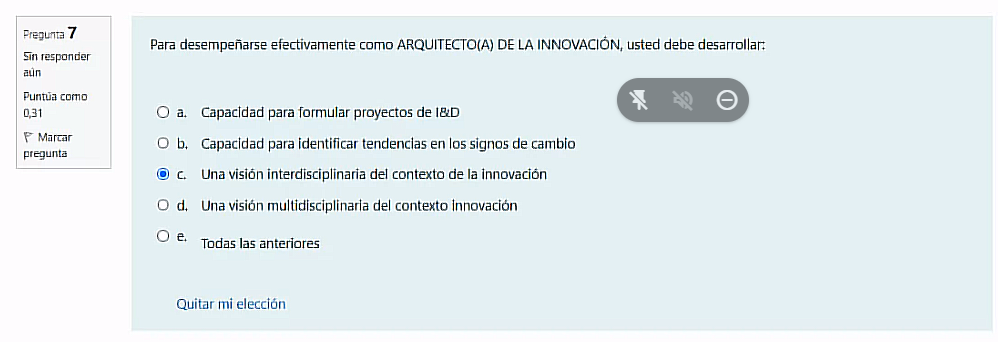 Pregunta 7
Sin responder
aún
Puntúa como
0,31
Marcar
pregunta
Para desempeñarse efectivamente como ARQUITECTO(A) DE LA INNOVACIÓN, usted debe desarrollar:
a. Capacidad para formular proyectos de I&D
b. Capacidad para identificar tendencias en los signos de cambio
c. Una visión interdisciplinaria del contexto de la innovación
d. Una visión multidisciplinaria del contexto innovación
e. Todas las anteriores
Quitar mi elección